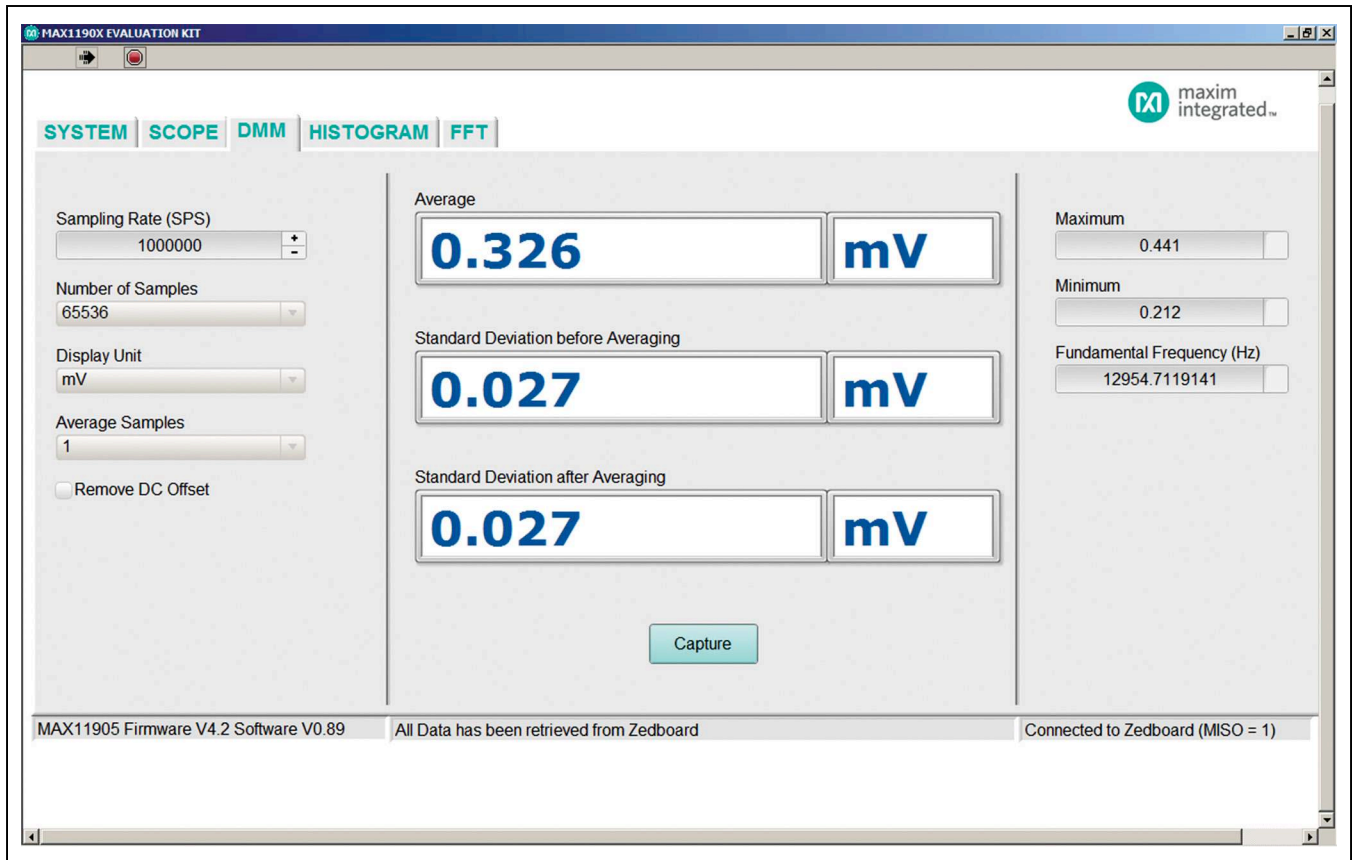 MAX1190X EVALUATION KIT
maxim
integrated™
SYSTEM SCOPE DMM HISTOGRAM FFT
Sampling Rate (SPS)
1000000
Number of Samples
65536
Display Unit
mV
Average Samples
1
Remove DC Offset
Average
0.326 mV
Standard Deviation before Averaging
0.027 mV
Standard Deviation after Averaging
0.027 mV
Capture
Maximum
0.441
Minimum
0.212
Fundamental Frequency (Hz)
12954.7119141
MAX11905 Firmware V4.2 Software V0.89
All Data has been retrieved from Zedboard
Connected to Zedboard (MISO = 1)